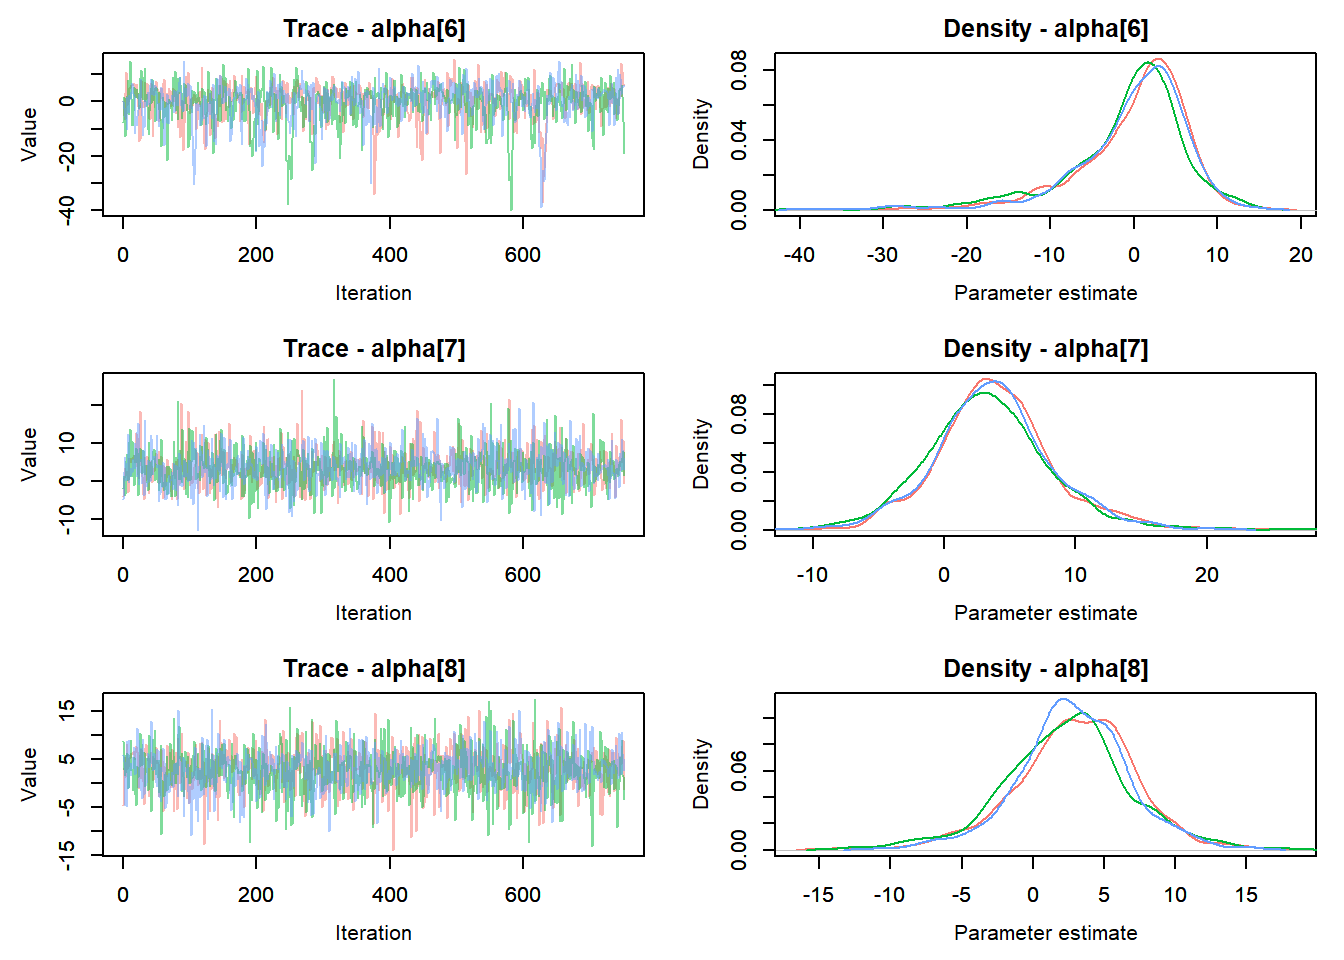 Trace - alpha[6]
Value
0
-20
-40
0
200
400
600
Iteration
Density - alpha[6]
Density
0.08
0.04
0.00
-40
-30
-20
-10
0
10
20
Parameter estimate
Trace - alpha[7]
Value
10
0
-10
0
200
400
600
Iteration
Density - alpha[7]
Density
0.08
0.04
0.00
-10
0
10
20
Parameter estimate
Trace - alpha[8]
Value
15
5
-5
-15
0
200
400
600
Iteration
Density - alpha[8]
Density
0.06
0.00
-15
-10
-5
0
5
10
15
Parameter estimate